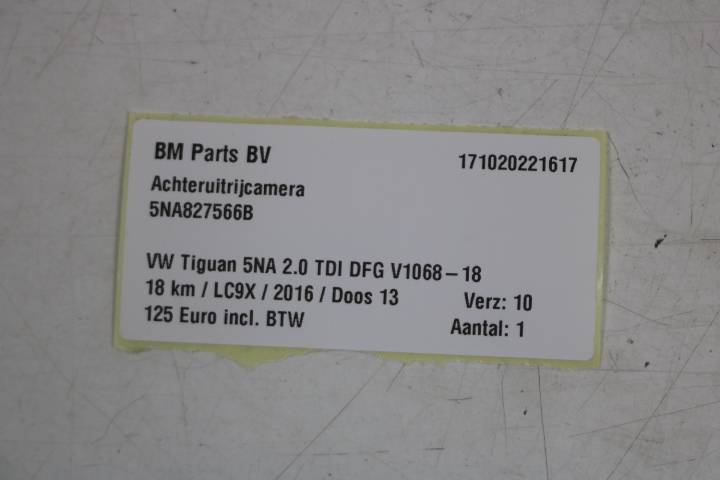 BM Parts BV 171020221617
Achteruitrijcamera
5NA827566B
VW Tiguan 5NA 2.0 TDI DFG V1068-18
18 km / LC9X / 2016 / Doos 13 Verz: 10
125 Euro incl. BTW Aantal: 1